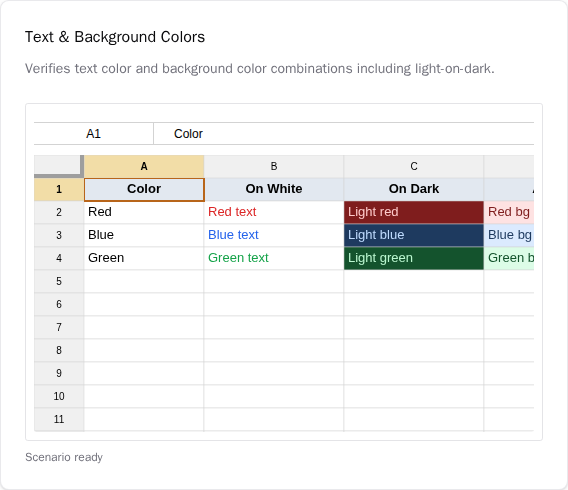 Text & Background Colors
Verifies text color and background color combinations including light-on-dark.
A1 Color
A B C
1 Color On White On Dark
2 Red Red text Light red Red bg
3 Blue Blue text Light blue Blue bg
4 Green Green text Light green Green b
5
6
7
8
9
10
11
Scenario ready